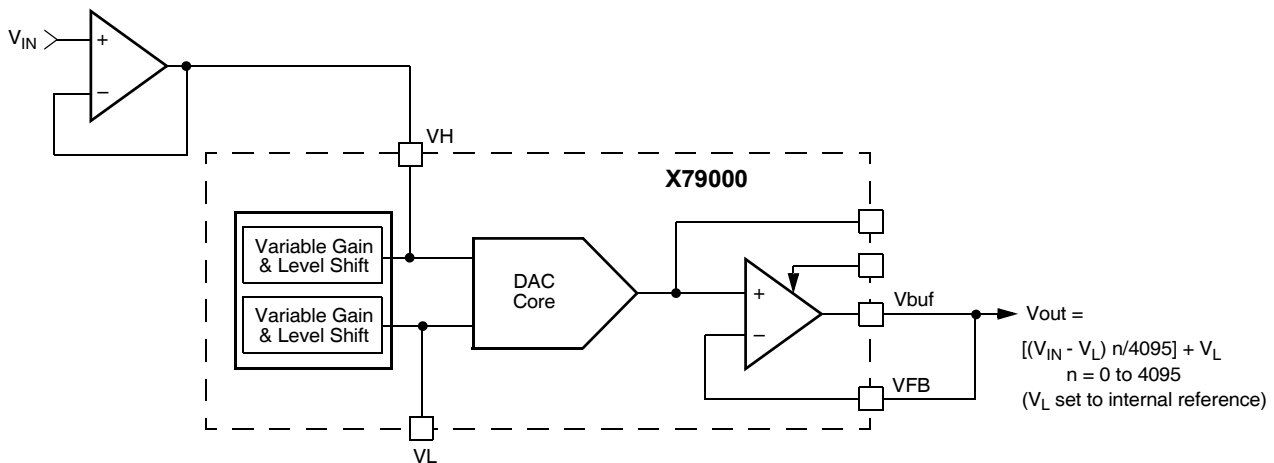 V_IN
+
–
VH
X79000
Variable Gain
& Level Shift
Variable Gain
& Level Shift
DAC
Core
+
–
Vbuf
VFB
VL
Vout =
[(V_IN - V_L) n/4095] + V_L
n = 0 to 4095
(V_L set to internal reference)